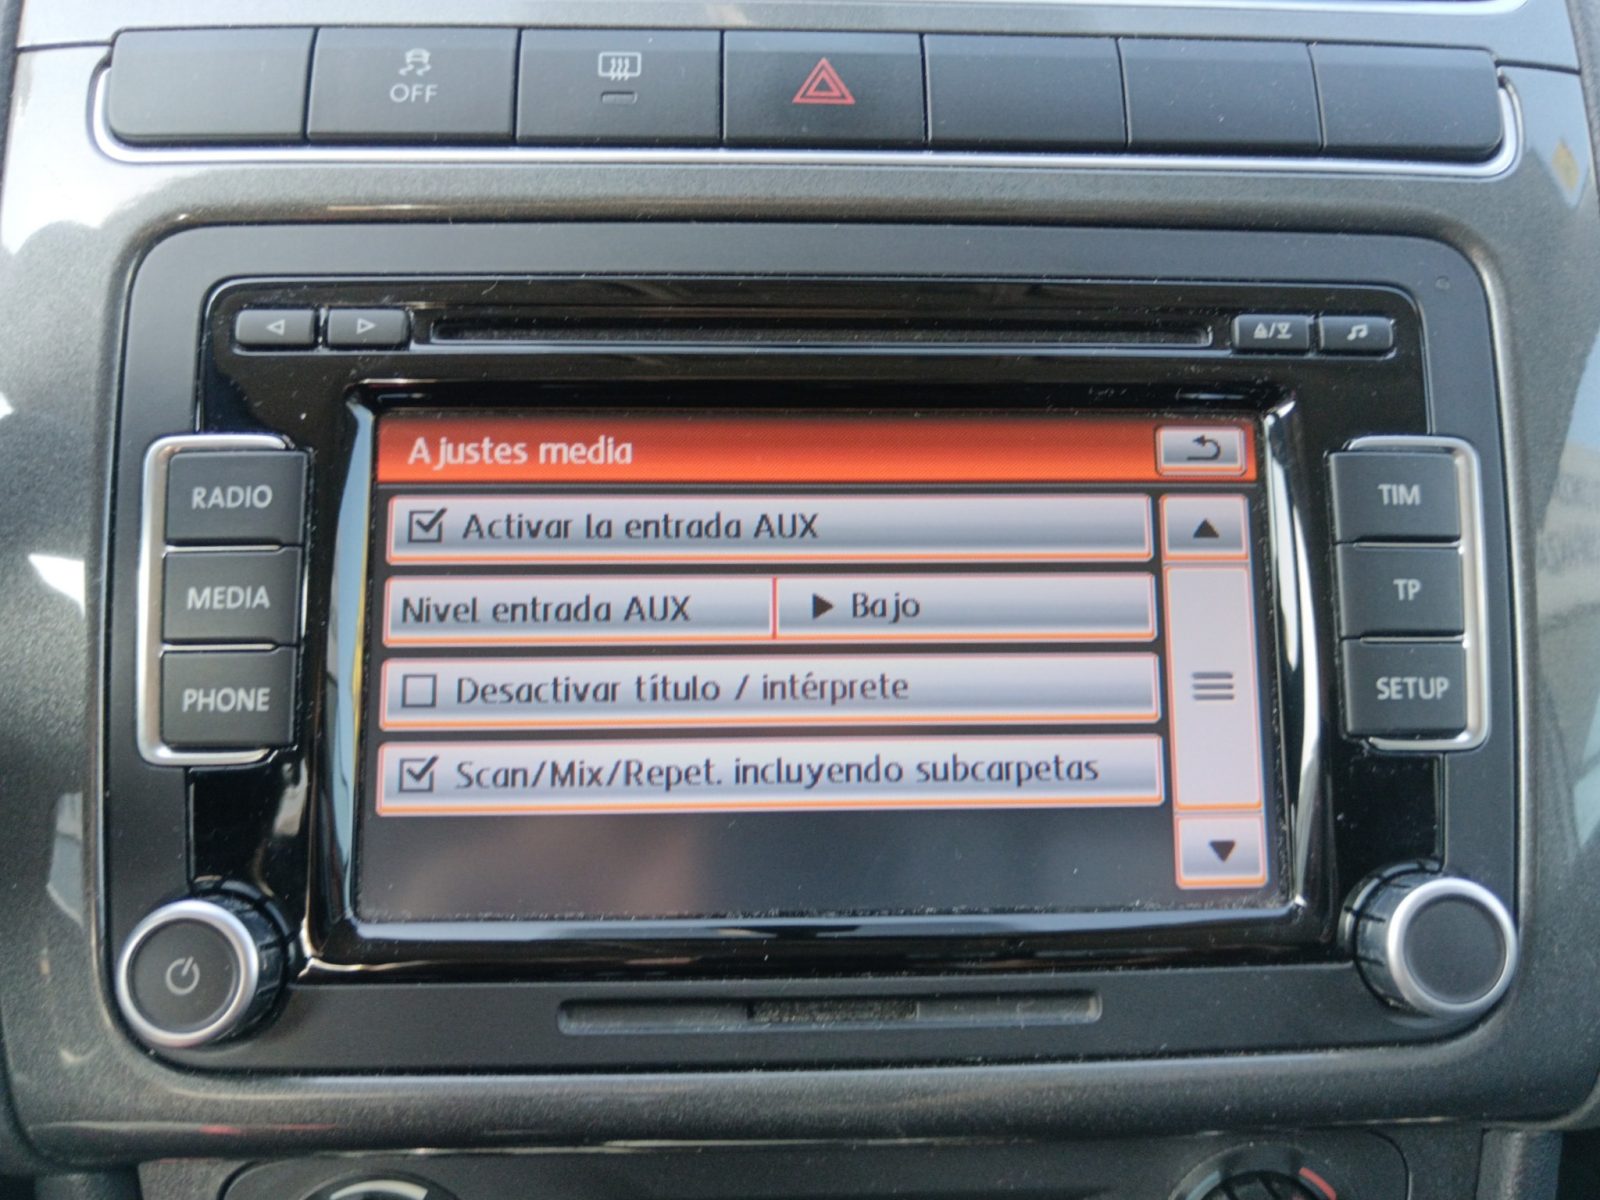 OFF
RADIO
MEDIA
PHONE
Ajustes media
Activar la entrada AUX
Nivel entrada AUX
Bajo
Desactivar título / intérprete
Scan/Mix/Repet. incluyendo subcarpetas
TIM
TP
SETUP